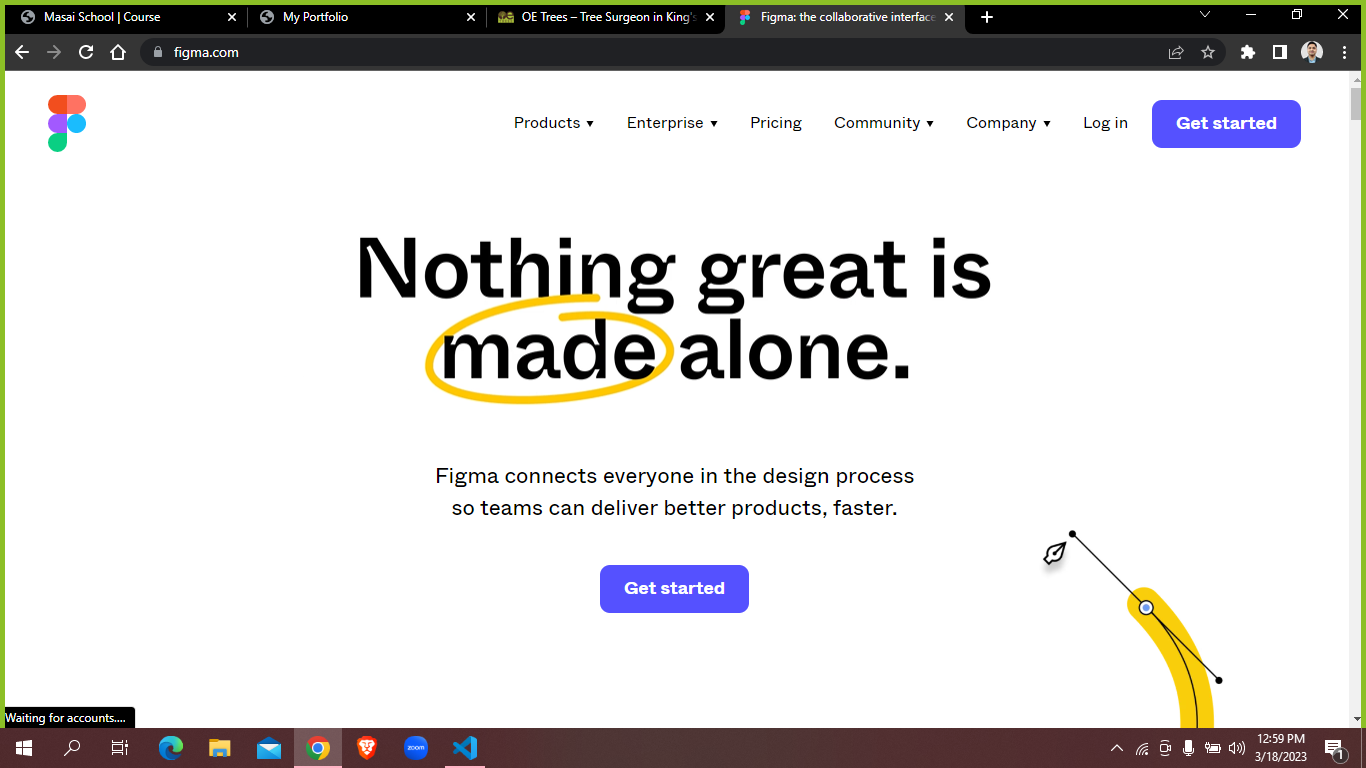 Masai School | Course
My Portfolio
OE Trees – Tree Surgeon in King's
Figma: the collaborative interface
figma.com
Products
Enterprise
Pricing
Community
Company
Log in
Get started
Nothing great is
made alone.
Figma connects everyone in the design process
so teams can deliver better products, faster.
Get started
Waiting for accounts....
zoom
12:59 PM
3/18/2023
1